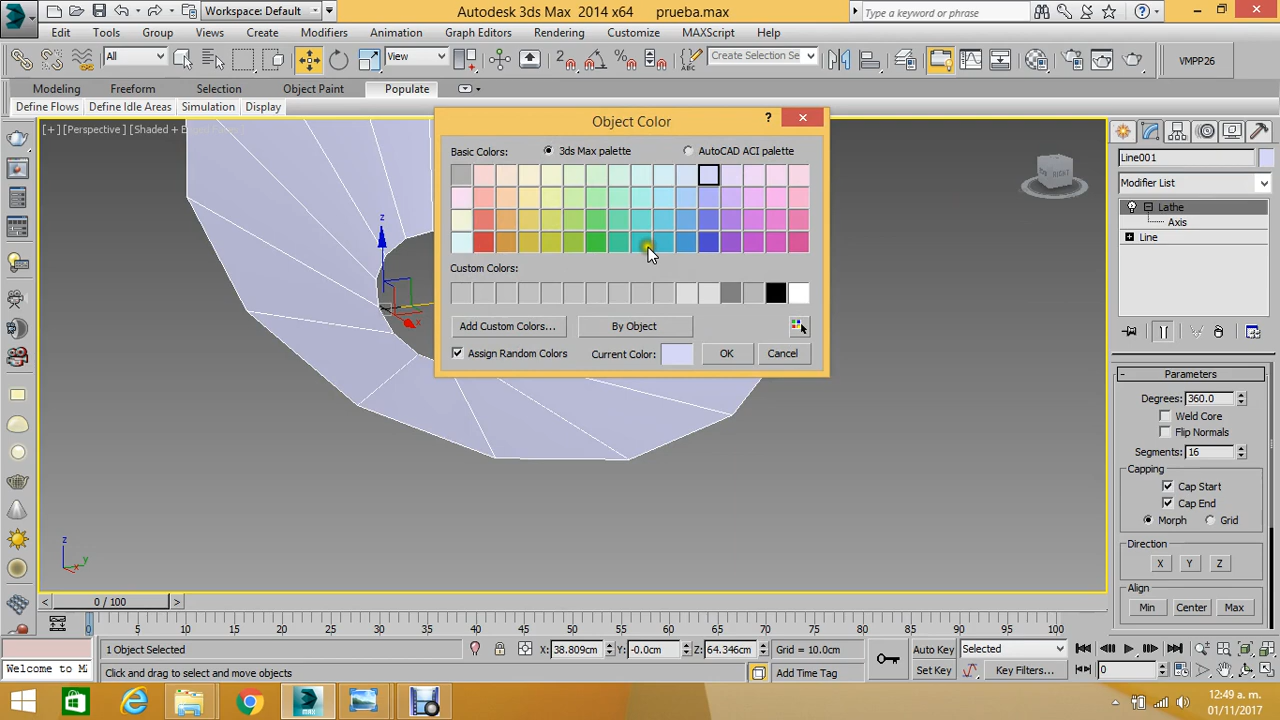 Workspace: Default
Autodesk 3ds Max 2014 x64 prueba.max
Type a keyword or phrase
Edit Tools Group Views Create Modifiers Animation Graph Editors Rendering Customize MAXScript Help
All
View
Create Selection Se
VMPP26
Modeling Freeform Selection Object Paint Populate
Define Flows Define Idle Areas Simulation Display
[+] [Perspective] [Shaded +
Object Color
?
Basic Colors: 3ds Max palette AutoCAD ACI palette
Custom Colors:
Add Custom Colors... By Object
Assign Random Colors Current Color: OK Cancel
z
x
z
y
x
RIGHT
Line001
Modifier List
Lathe
Axis
Line
Parameters
Degrees: 360.0
Weld Core
Flip Normals
Segments: 16
Capping
Cap Start
Cap End
Morph Grid
Direction
X Y Z
Align
Min Center Max
< 0 / 100 >
0 5 10 15 20 25 30 35 40 45 50 55 60 65 70 75 80 85 90 95 100
1 Object Selected X: 38.809cm Y: -0.0cm Z: 64.346cm Grid = 10.0cm Auto Key Selected
Welcome to M Click and drag to select and move objects Add Time Tag Set Key Key Filters... 0
12:49 a. m.
01/11/2017